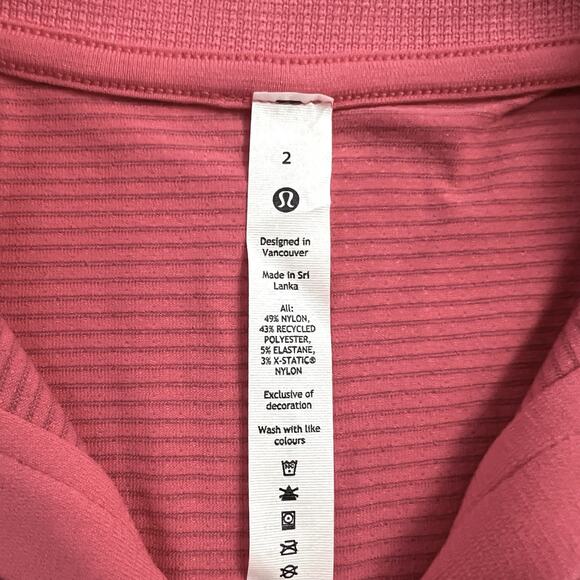 2
Designed in
Vancouver
Made in Sri
Lanka
All:
49% NYLON,
43% RECYCLED
POLYESTER,
5% ELASTANE,
3% X-STATIC®
NYLON
Exclusive of
decoration
Wash with like
colours